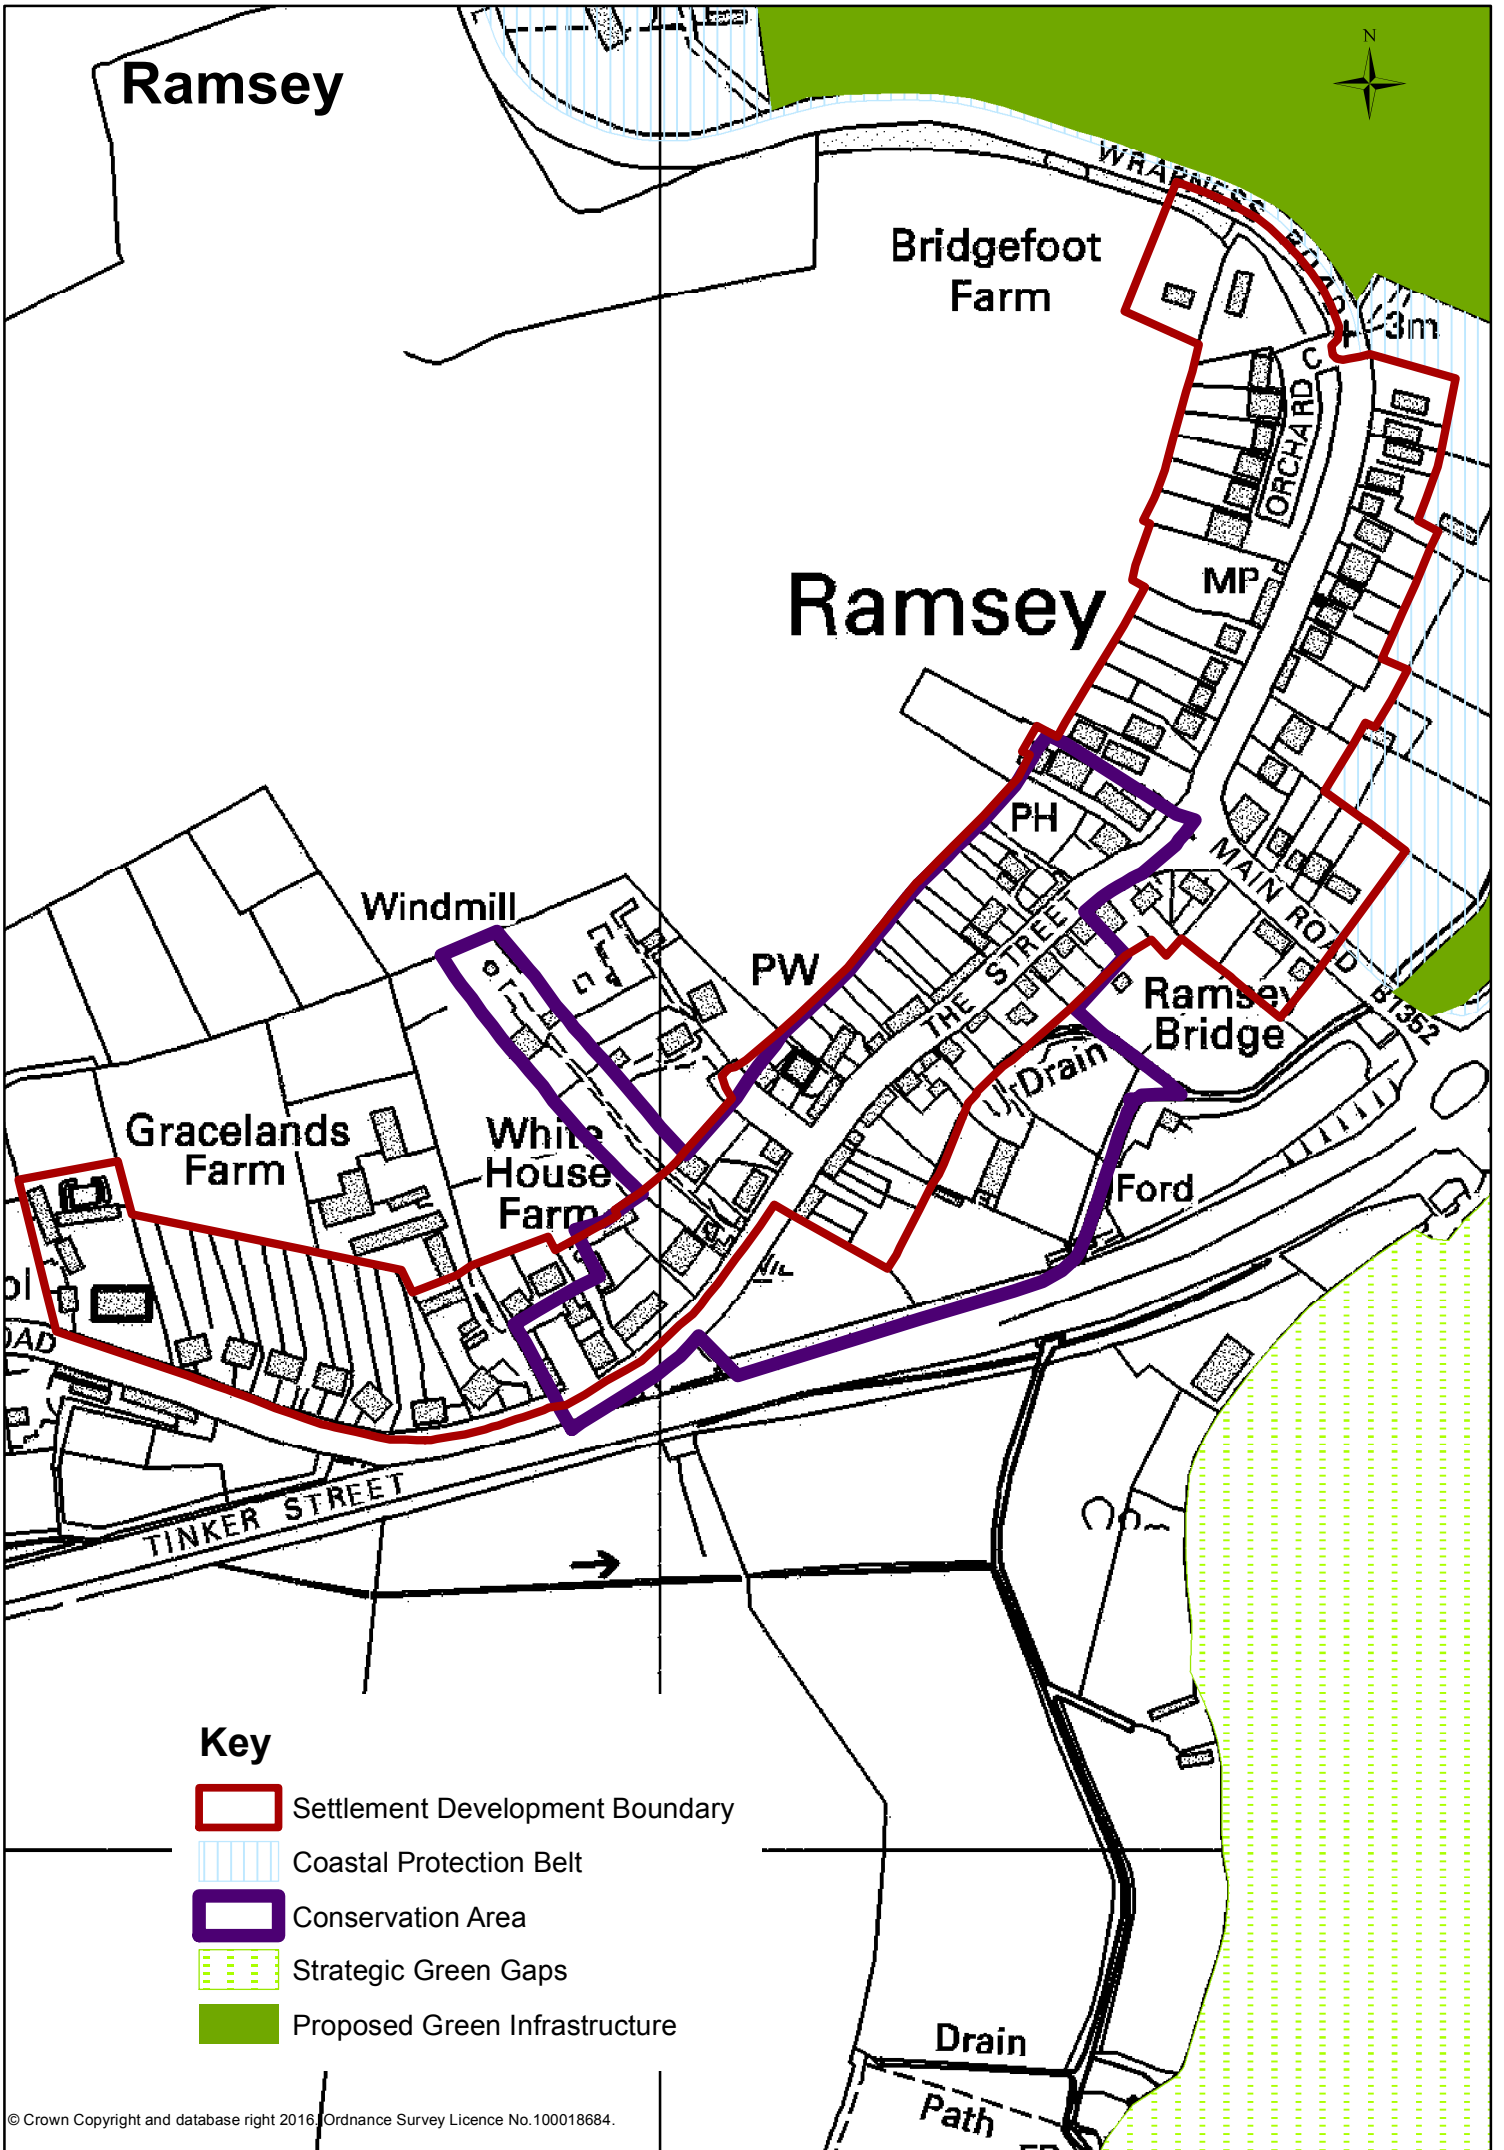 N
Ramsey
WRABNESS ROAD
Bridgefoot
Farm
3m
C
ORCHARD
MP
Ramsey
PH
MAIN ROAD
Windmill
THE STREET
PW
Ramsey
Bridge
B1352
Drain
Gracelands
Farm
White
House
Farm
Ford
ol
OAD
TINKER STREET
Key
Settlement Development Boundary
Coastal Protection Belt
Conservation Area
Strategic Green Gaps
Proposed Green Infrastructure
Drain
Path
© Crown Copyright and database right 2016. Ordnance Survey Licence No.100018684.